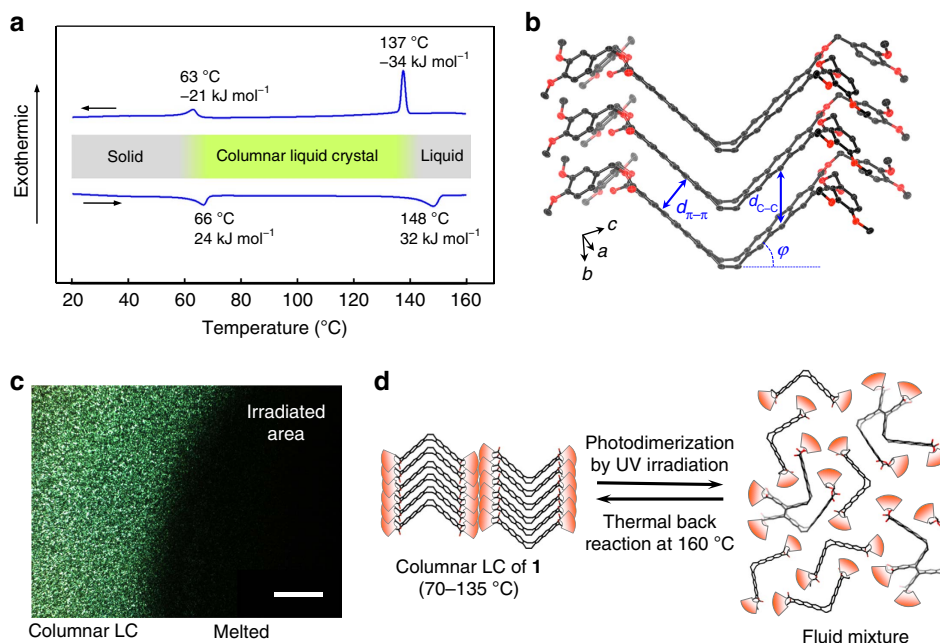 a
Exothermic
63 °C
−21 kJ mol−1
137 °C
−34 kJ mol−1
Solid
Columnar liquid crystal
Liquid
66 °C
24 kJ mol−1
148 °C
32 kJ mol−1
20 40 60 80 100 120 140 160
Temperature (°C)
b
dπ–π
dC–C
φ
c
a
b
c
Irradiated
area
Columnar LC
Melted
d
Photodimerization
by UV irradiation
Thermal back
reaction at 160 °C
Columnar LC of 1
(70–135 °C)
Fluid mixture